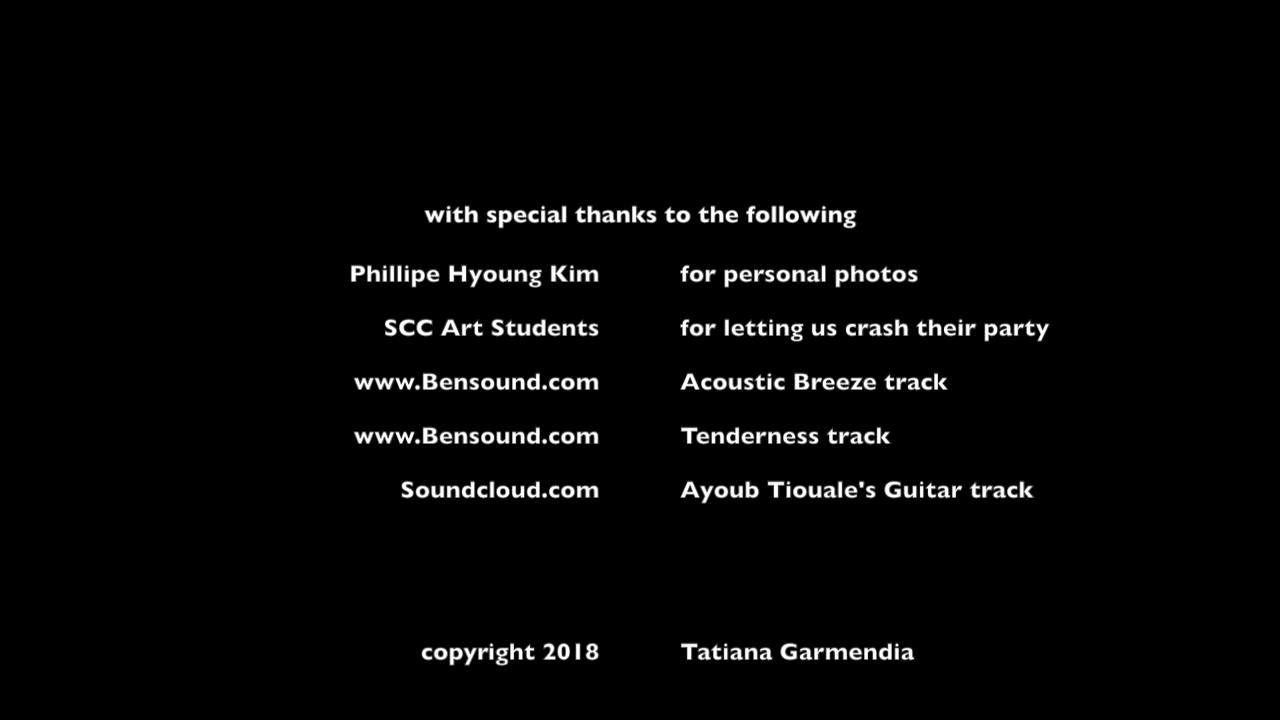 with special thanks to the following
Phillipe Hyoung Kim for personal photos
SCC Art Students for letting us crash their party
www.Bensound.com Acoustic Breeze track
www.Bensound.com Tenderness track
Soundcloud.com Ayoub Tiouale's Guitar track
copyright 2018 Tatiana Garmendia